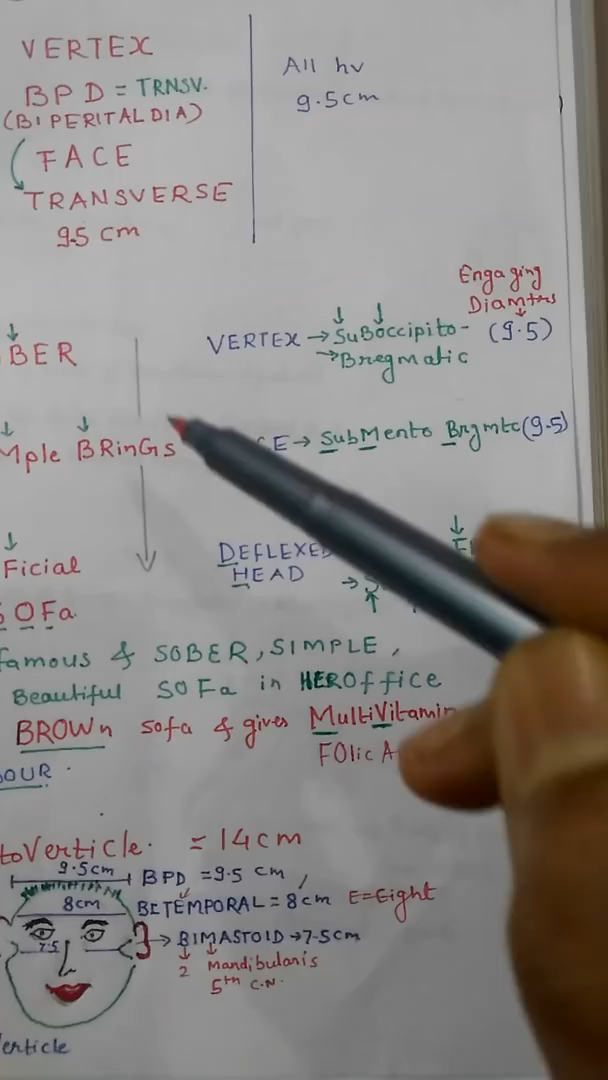 VERTEX
BPD = TRNSV.
(BIPERITALDIA)
FACE
TRANSVERSE
9.5 cm
All hv
9.5cm
Engaging
Diamtrs
BER
VERTEX → SuBoccipito- (9.5)
→ Bregmatic
Mple BRinGs
E → SubMento Brgmtc (9.5)
Ficial
DEFLEXED
HEAD →
SOFa
famous & SOBER, SIMPLE,
Beautiful SOFa in HEROffice
BROWn sofa & gives MultiVitamin
FOlic A
OUR.
toVerticle. = 14cm
9.5cm
BPD = 9.5 cm
8cm
BITEMPORAL = 8cm E=Eight
7.5
} → BIMASTOID → 7.5cm
2 Mandibularis
5th C.N.
erticle